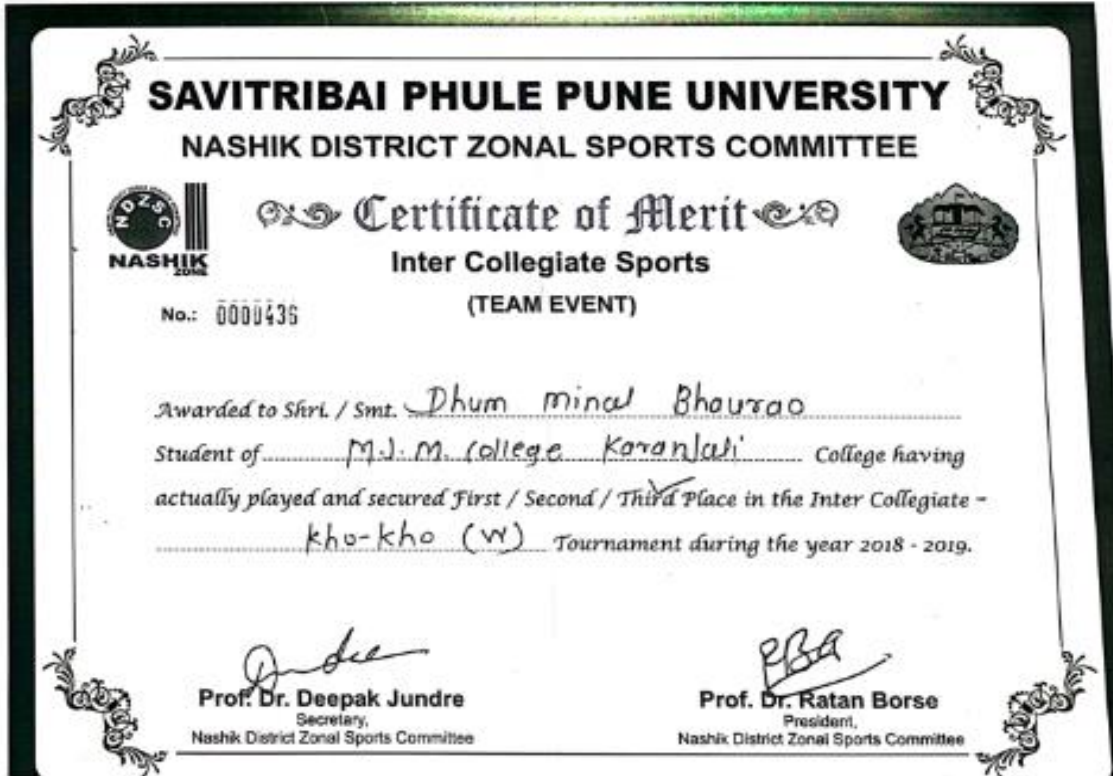 SAVITRIBAI PHULE PUNE UNIVERSITY
NASHIK DISTRICT ZONAL SPORTS COMMITTEE
NDZSC
NASHIK
ZONE
Certificate of Merit
Inter Collegiate Sports
(TEAM EVENT)
No.: 0000436
Awarded to Shri. / Smt. Dhum minal Bhaurao
Student of M.J.M. College Karanjali College having
actually played and secured First / Second / Third Place in the Inter Collegiate -
kho-kho (W) Tournament during the year 2018 - 2019.
Prof. Dr. Deepak Jundre
Secretary,
Nashik District Zonal Sports Committee
Prof. Dr. Ratan Borse
President,
Nashik District Zonal Sports Committee